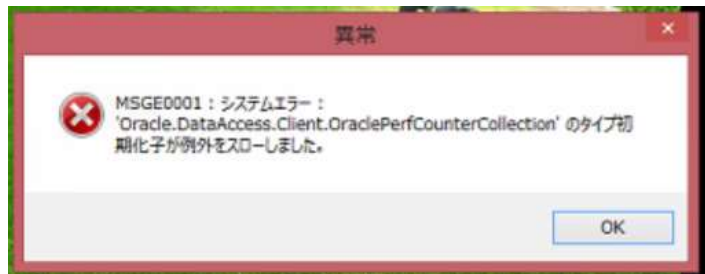 異常
MSGE0001：システムエラー：
'Oracle.DataAccess.Client.OraclePerfCounterCollection' のタイプ初
期化子が例外をスローしました。
OK